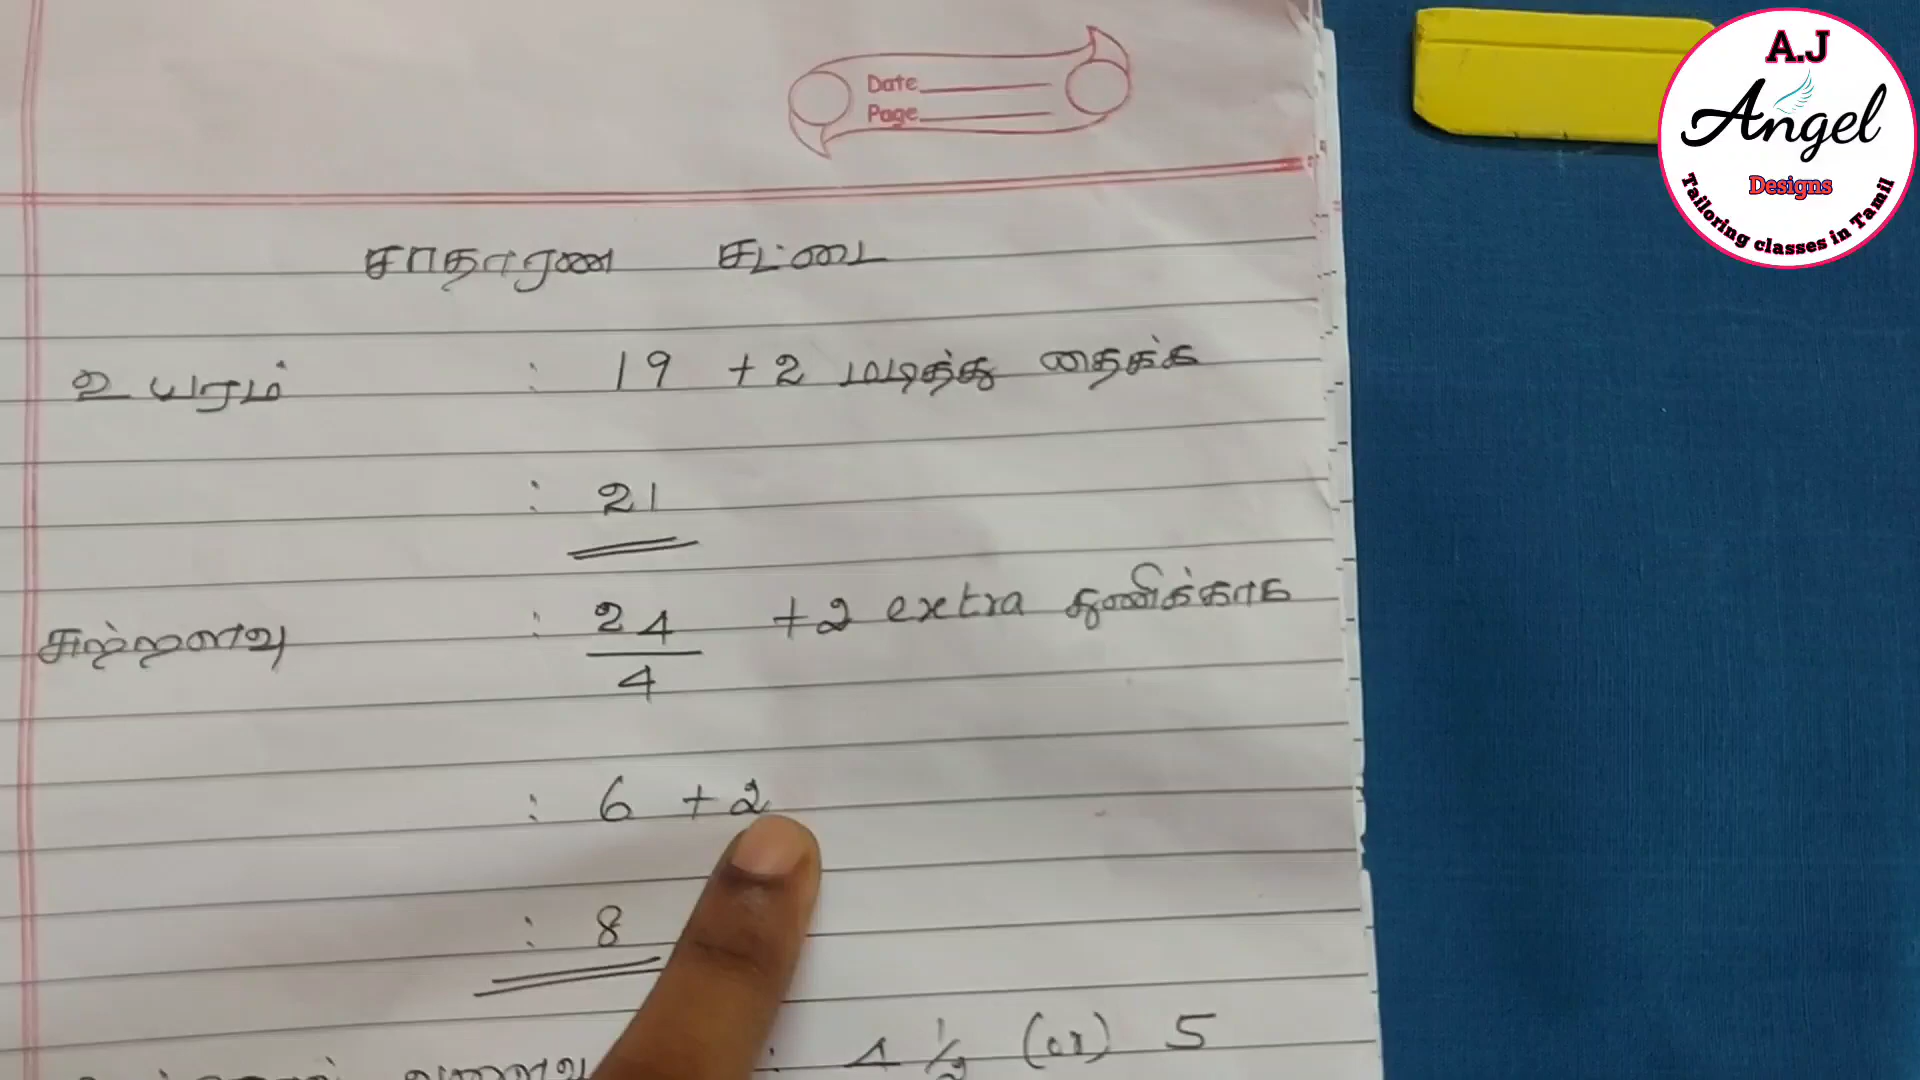 A.J
Angel
Designs
Tailoring classes in Tamil
Date
Page
சாதாரண சட்டை
உயரம் : 19 +2 மடித்து தைக்க
: 21
சுற்றளவு : 24/4 +2 extra துணிக்காக
: 6 +2
: 8
வளைவு : 4 1/2 (or) 5